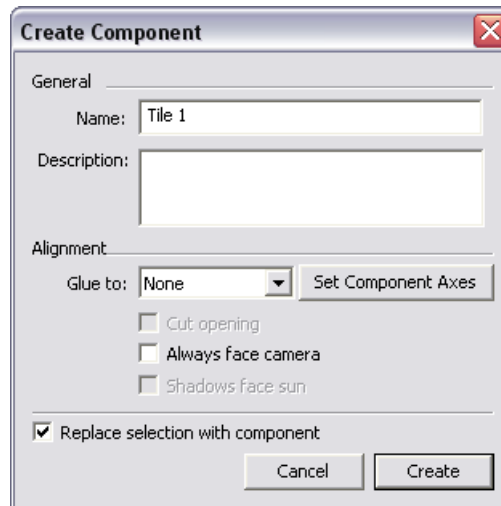 Create Component
General
Name: Tile 1
Description:
Alignment
Glue to: None Set Component Axes
Cut opening
Always face camera
Shadows face sun
Replace selection with component
Cancel Create